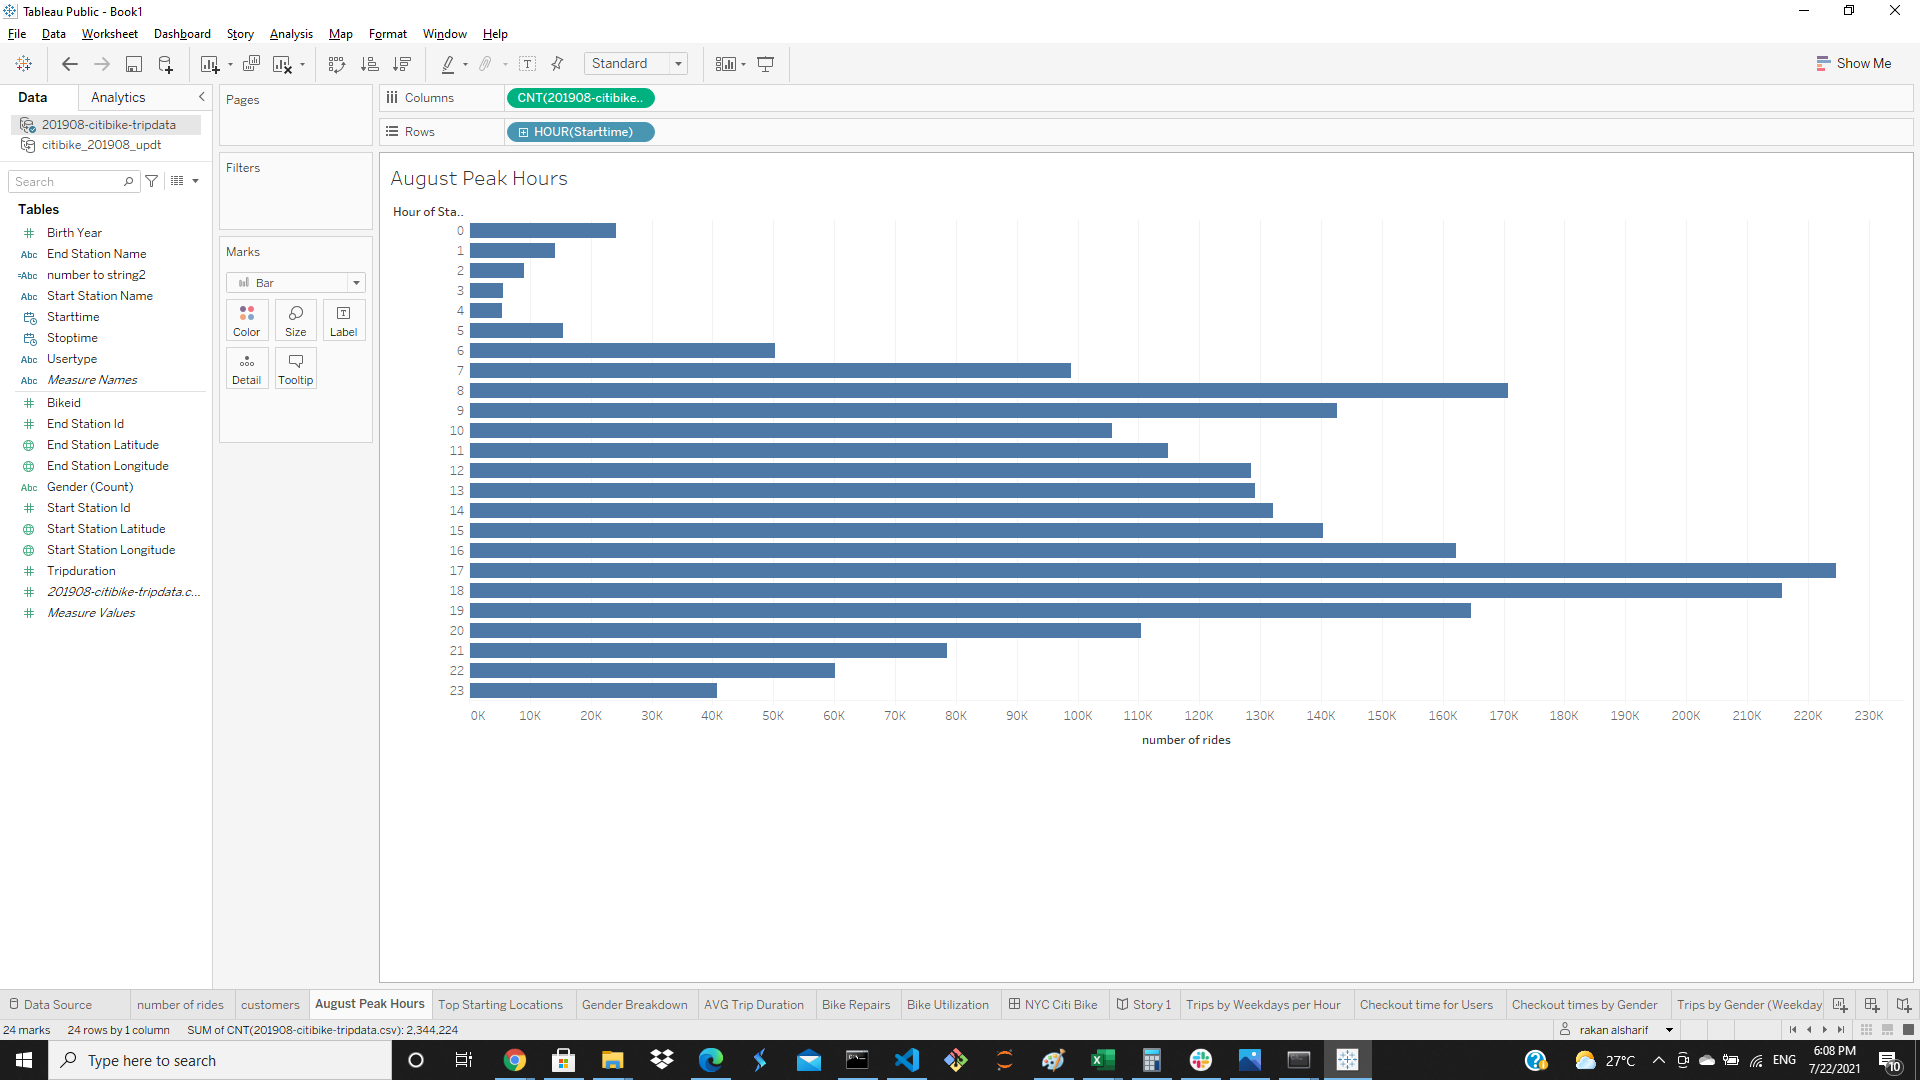 Tableau Public - Book1
File Data Worksheet Dashboard Story Analysis Map Format Window Help
Standard
Show Me
Data Analytics
201908-citibike-tripdata
citibike_201908_updt
Search
Tables
# Birth Year
Abc End Station Name
=Abc number to string2
Abc Start Station Name
Starttime
Stoptime
Abc Usertype
Abc Measure Names
# Bikeid
# End Station Id
End Station Latitude
End Station Longitude
Abc Gender (Count)
# Start Station Id
Start Station Latitude
Start Station Longitude
# Tripduration
# 201908-citibike-tripdata.c...
# Measure Values
Pages
Filters
Marks
Bar
Color Size Label
Detail Tooltip
Columns CNT(201908-citibike..
Rows HOUR(Starttime)
August Peak Hours
Hour of Sta..
0
1
2
3
4
5
6
7
8
9
10
11
12
13
14
15
16
17
18
19
20
21
22
23
0K 10K 20K 30K 40K 50K 60K 70K 80K 90K 100K 110K 120K 130K 140K 150K 160K 170K 180K 190K 200K 210K 220K 230K
number of rides
Data Source number of rides customers August Peak Hours Top Starting Locations Gender Breakdown AVG Trip Duration Bike Repairs Bike Utilization NYC Citi Bike Story 1 Trips by Weekdays per Hour Checkout time for Users Checkout times by Gender Trips by Gender (Weekday
24 marks 24 rows by 1 column SUM of CNT(201908-citibike-tripdata.csv): 2,344,224
rakan alsharif
Type here to search
27°C ENG
6:08 PM
7/22/2021
10